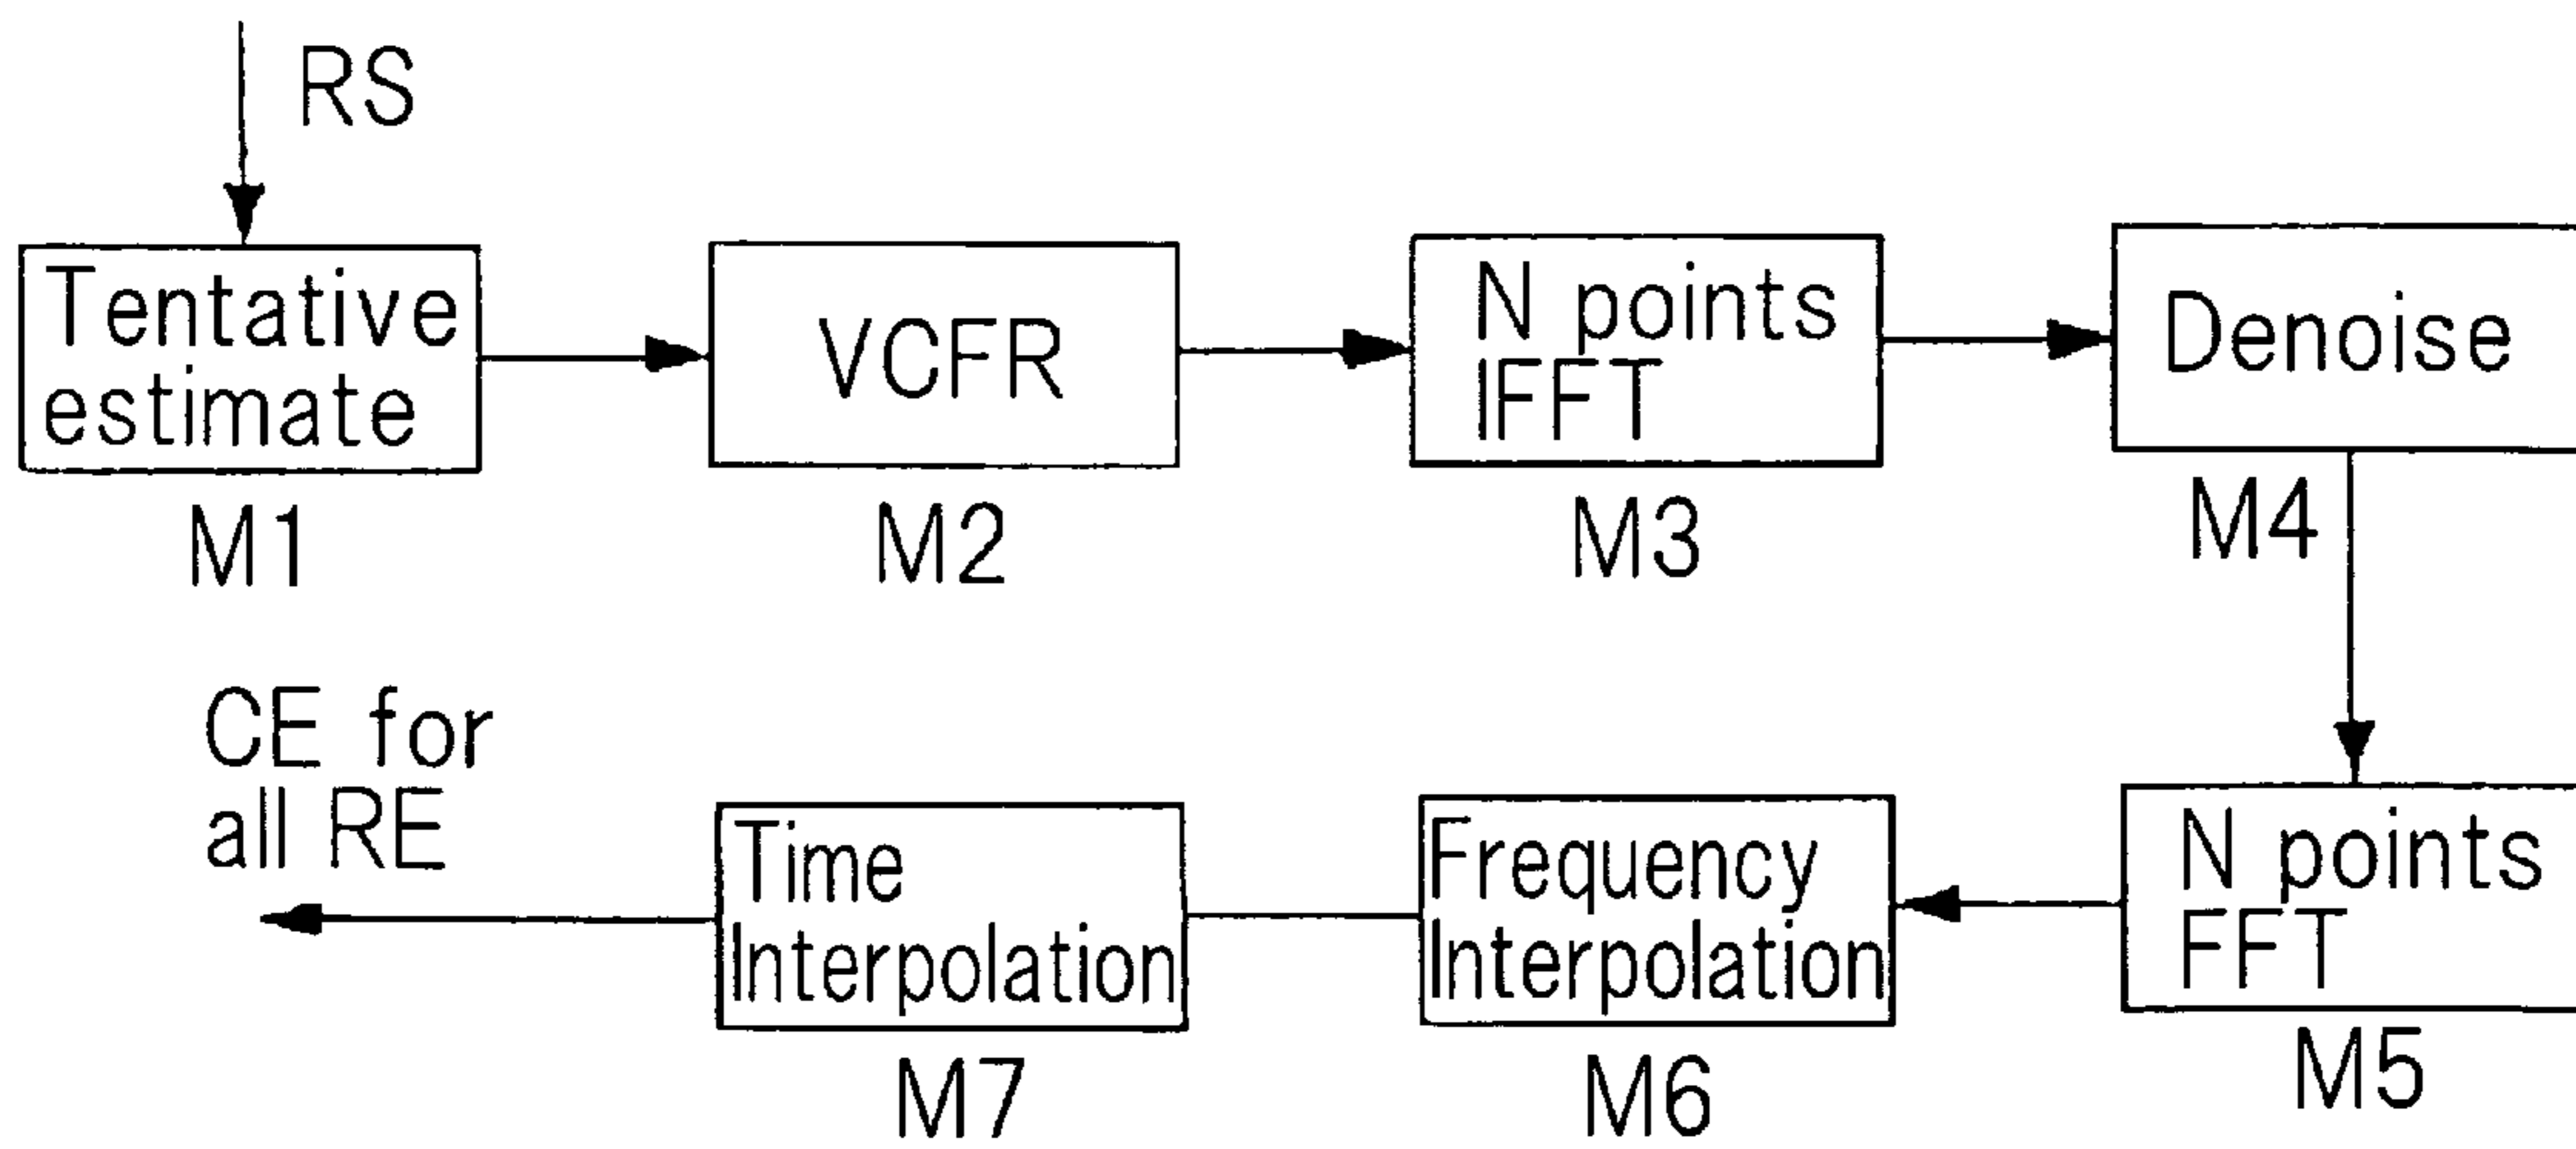 RS
Tentative
estimate
M1
VCFR
M2
N points
IFFT
M3
Denoise
M4
N points
FFT
M5
Frequency
Interpolation
M6
Time
Interpolation
M7
CE for
all RE